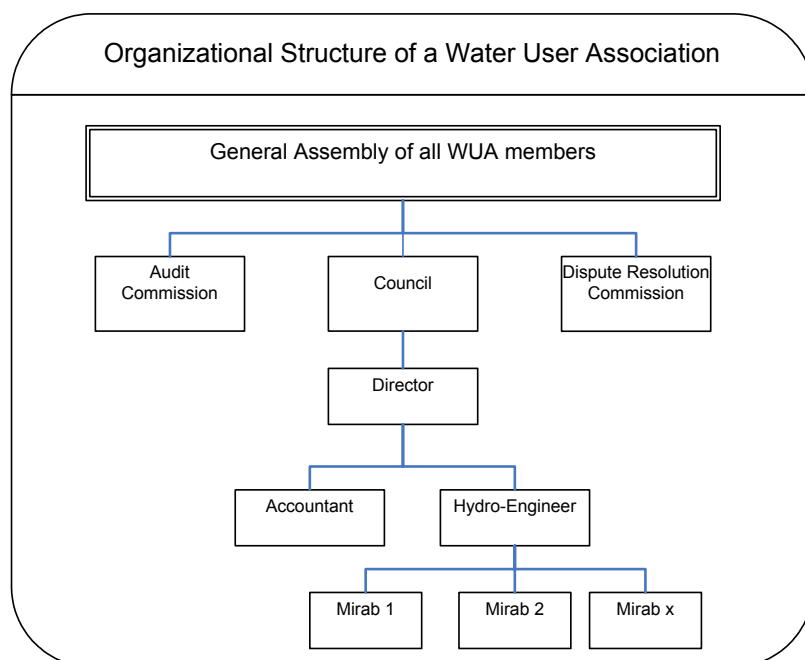 Organizational Structure of a Water User Association
General Assembly of all WUA members
Audit
Commission
Council
Dispute Resolution
Commission
Director
Accountant
Hydro-Engineer
Mirab 1
Mirab 2
Mirab x